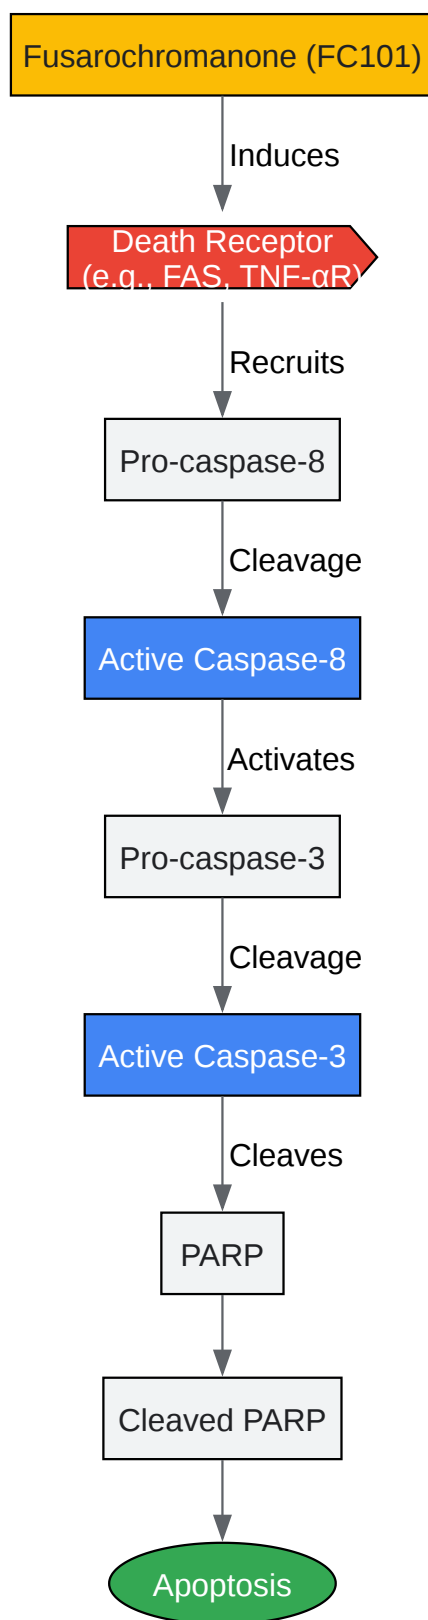 Fusarochromanone (FC101)
Induces
Death Receptor
(e.g., FAS, TNF-αR)
Recruits
Pro-caspase-8
Cleavage
Active Caspase-8
Activates
Pro-caspase-3
Cleavage
Active Caspase-3
Cleaves
PARP
Cleaved PARP
Apoptosis